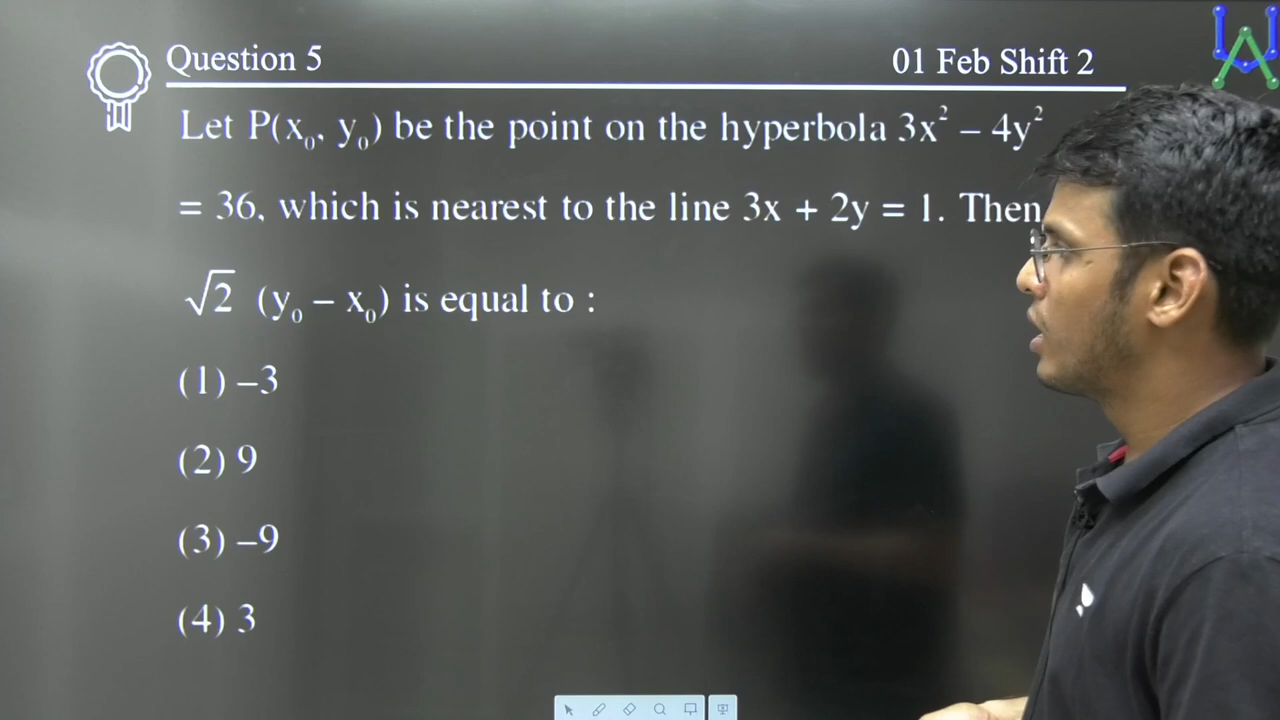 Question 5
01 Feb Shift 2
Let P(x₀, y₀) be the point on the hyperbola 3x² – 4y²
= 36, which is nearest to the line 3x + 2y = 1. Then
√2 (y₀ – x₀) is equal to :
(1) –3
(2) 9
(3) –9
(4) 3